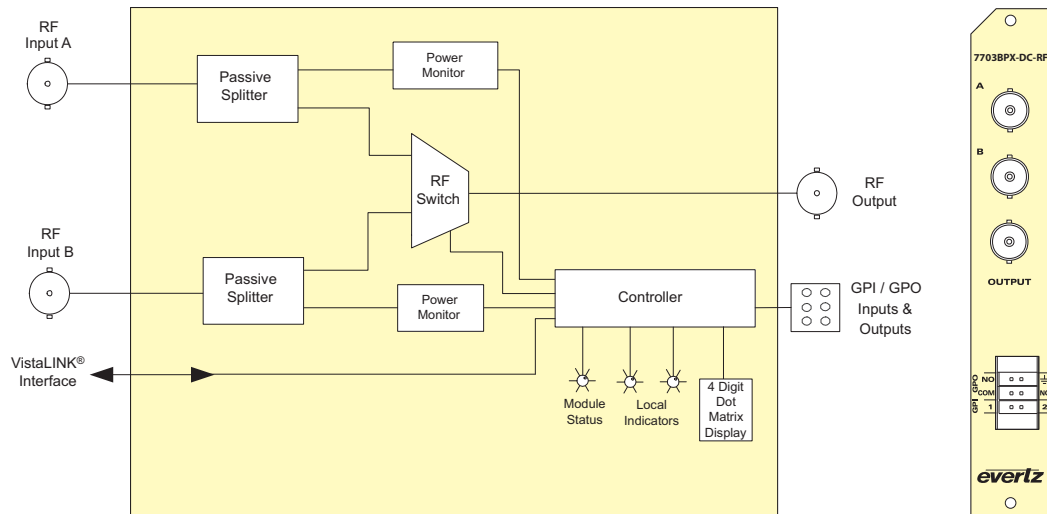 RF
Input A
Passive
Splitter
Power
Monitor
RF
Switch
RF
Output
RF
Input B
Passive
Splitter
Power
Monitor
Controller
GPI / GPO
Inputs &
Outputs
VistaLINK®
Interface
Module
Status
Local
Indicators
4 Digit
Dot
Matrix
Display
7703BPX-DC-RF
A
B
OUTPUT
GPO
NO
COM
NC
GPI
1
2
evertz